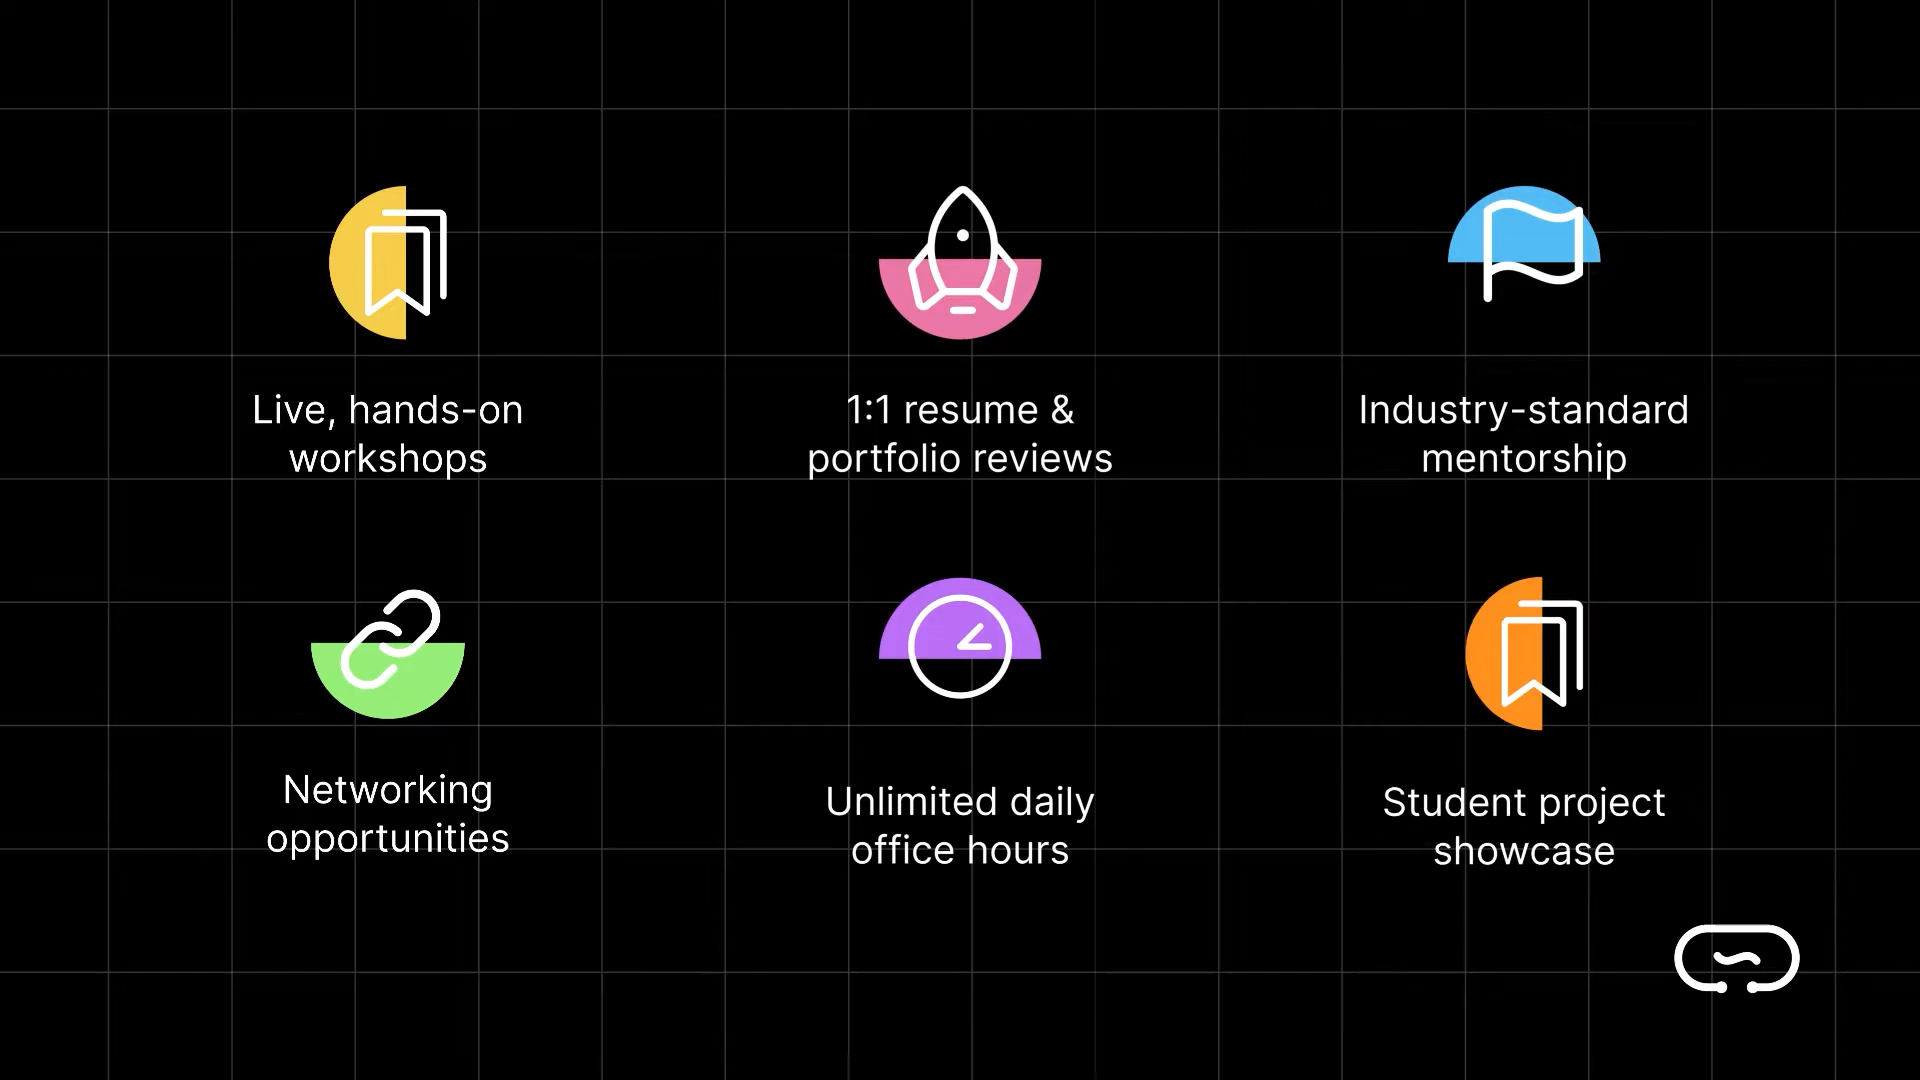 Live, hands-on
workshops
1:1 resume &
portfolio reviews
Industry-standard
mentorship
Networking
opportunities
Unlimited daily
office hours
Student project
showcase